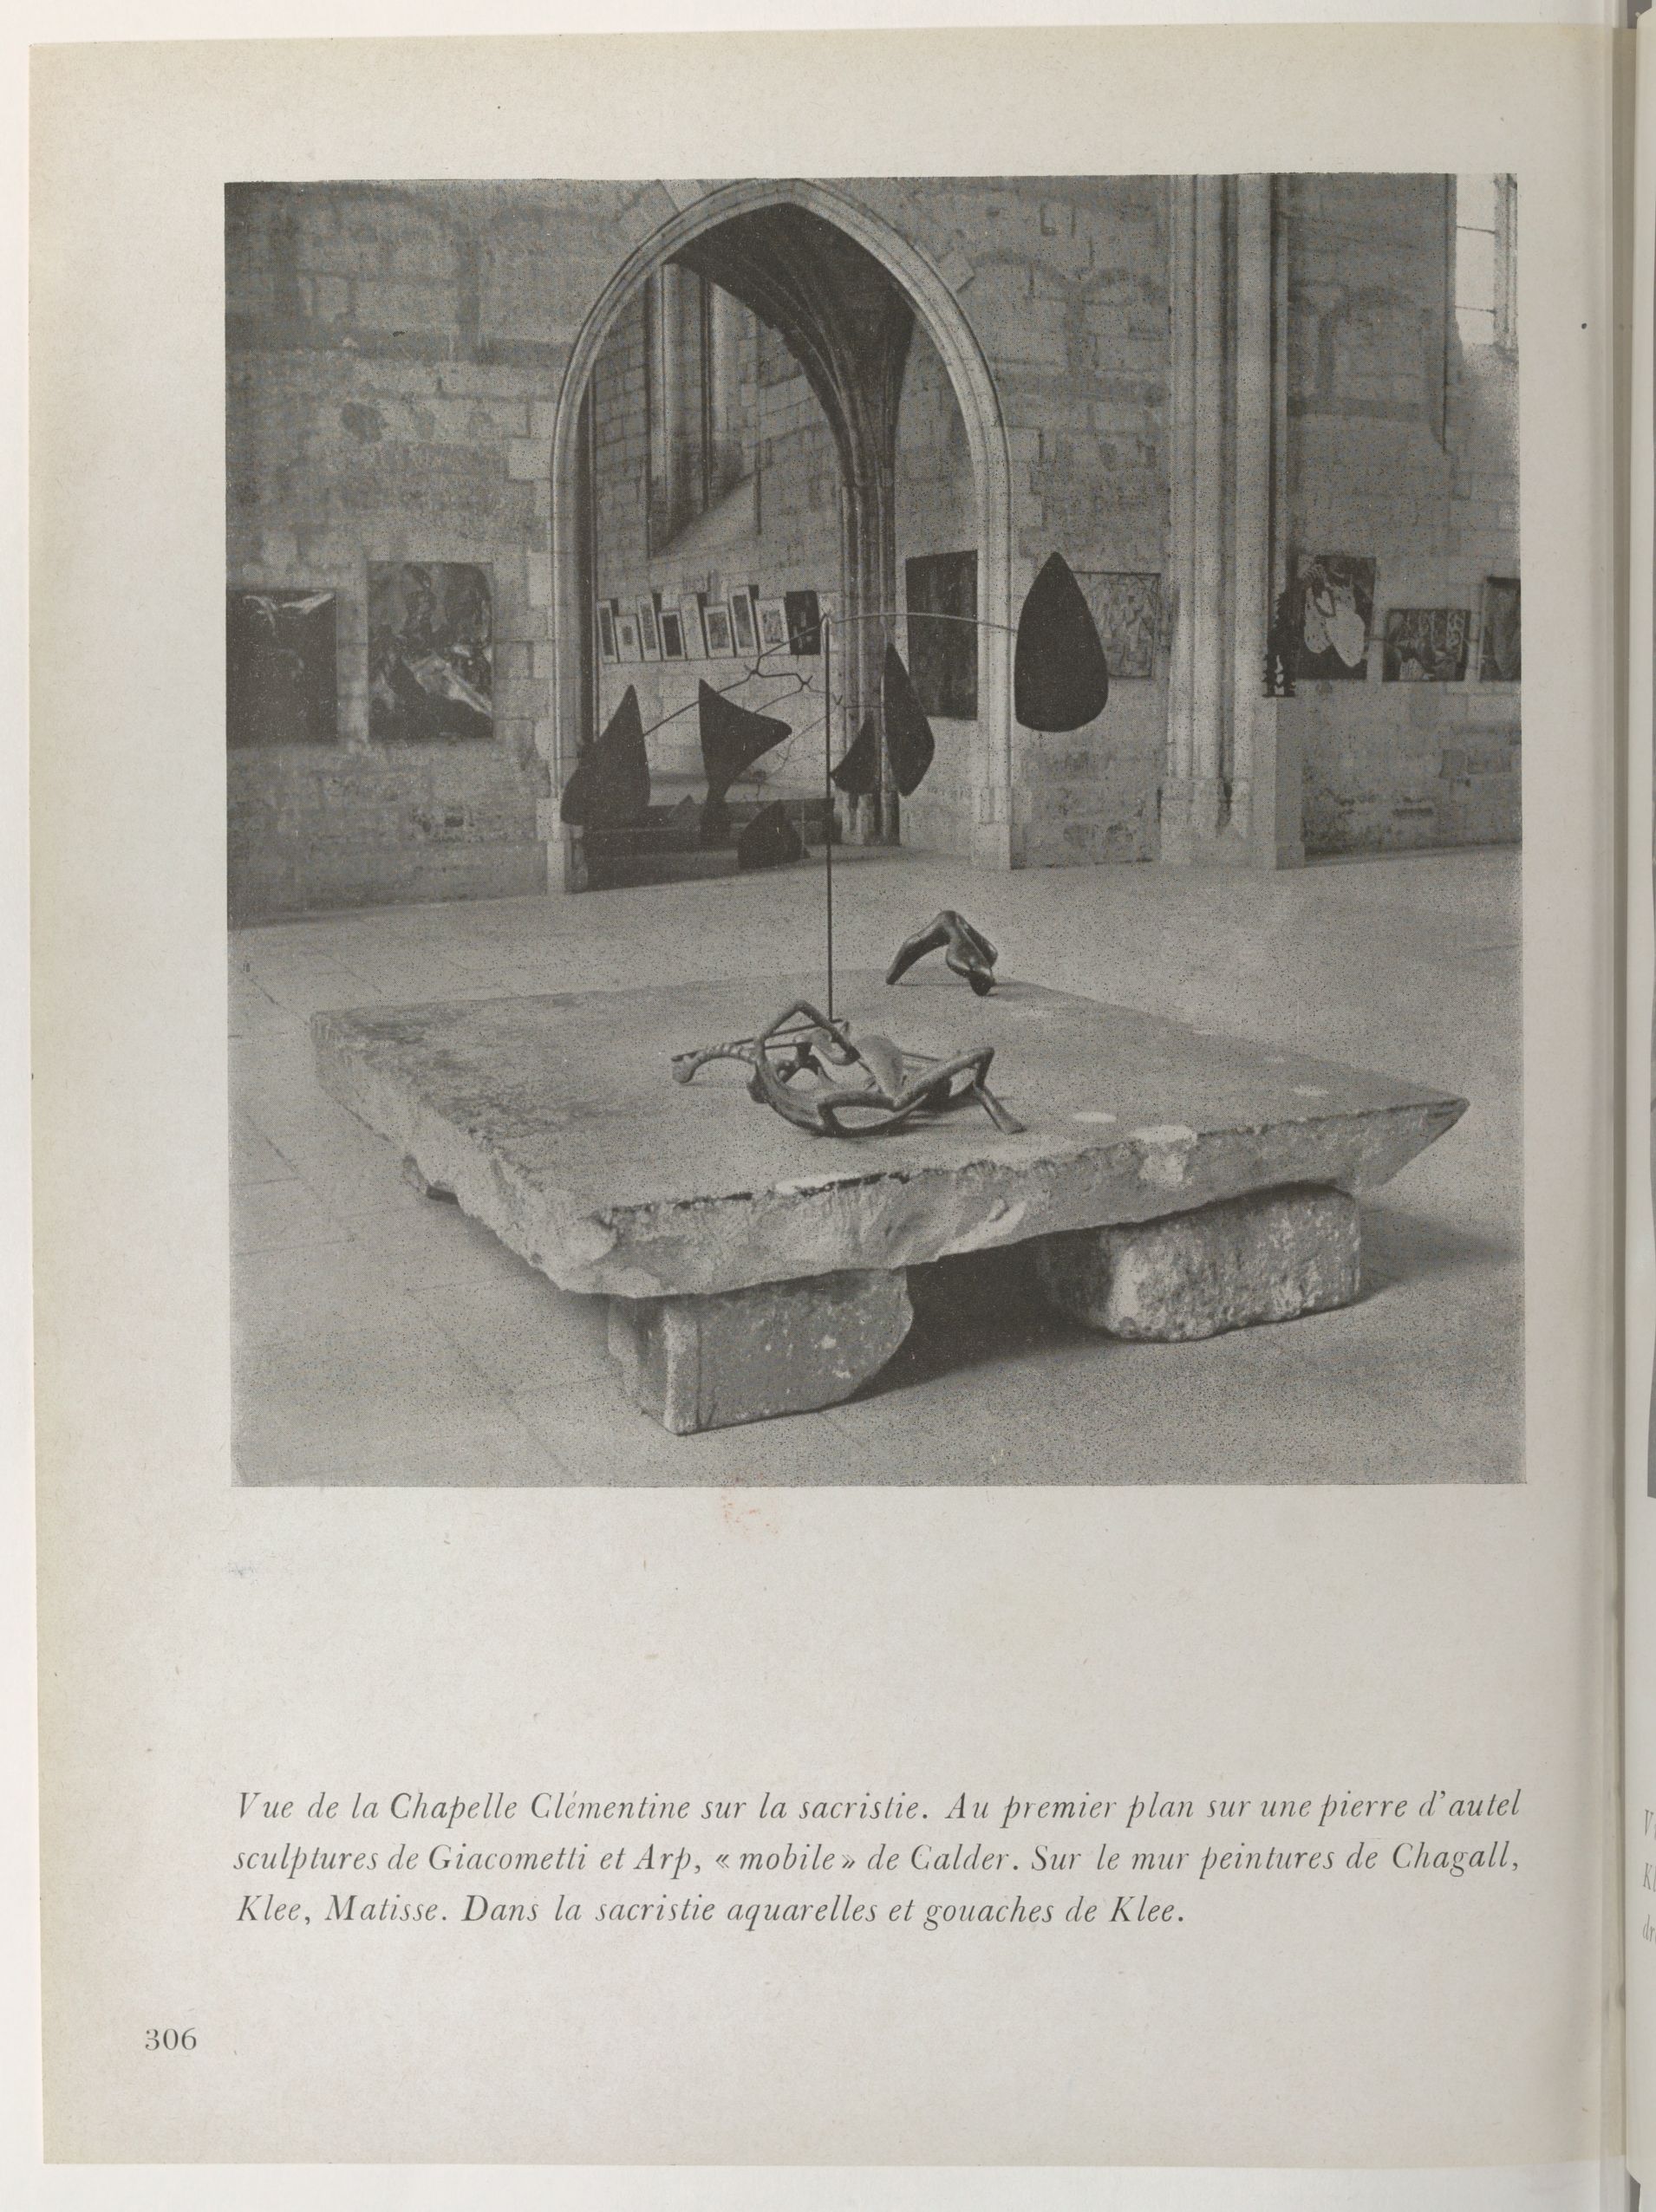 Vue de la Chapelle Clémentine sur la sacristie. Au premier plan sur une pierre d'autel
sculptures de Giacometti et Arp, « mobile » de Calder. Sur le mur peintures de Chagall,
Klee, Matisse. Dans la sacristie aquarelles et gouaches de Klee.
306